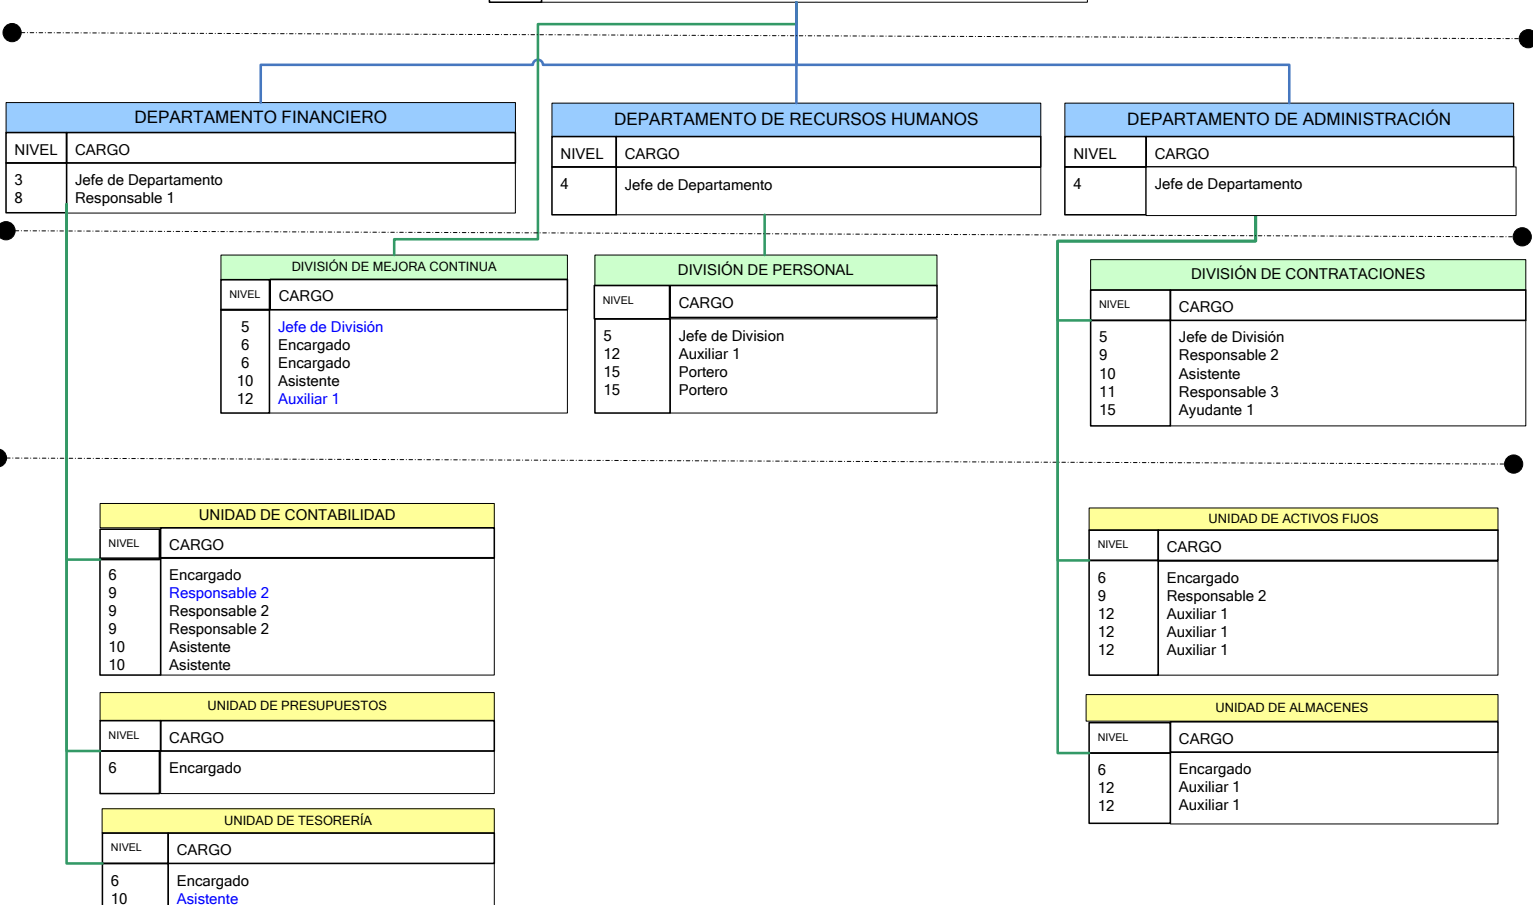 DEPARTAMENTO FINANCIERO
NIVEL CARGO
3 Jefe de Departamento
8 Responsable 1
DEPARTAMENTO DE RECURSOS HUMANOS
NIVEL CARGO
4 Jefe de Departamento
DEPARTAMENTO DE ADMINISTRACIÓN
NIVEL CARGO
4 Jefe de Departamento
DIVISIÓN DE MEJORA CONTINUA
NIVEL CARGO
5 Jefe de División
6 Encargado
6 Encargado
10 Asistente
12 Auxiliar 1
DIVISIÓN DE PERSONAL
NIVEL CARGO
5 Jefe de Division
12 Auxiliar 1
15 Portero
15 Portero
DIVISIÓN DE CONTRATACIONES
NIVEL CARGO
5 Jefe de División
9 Responsable 2
10 Asistente
11 Responsable 3
15 Ayudante 1
UNIDAD DE CONTABILIDAD
NIVEL CARGO
6 Encargado
9 Responsable 2
9 Responsable 2
9 Responsable 2
10 Asistente
10 Asistente
UNIDAD DE PRESUPUESTOS
NIVEL CARGO
6 Encargado
UNIDAD DE TESORERÍA
NIVEL CARGO
6 Encargado
10 Asistente
UNIDAD DE ACTIVOS FIJOS
NIVEL CARGO
6 Encargado
9 Responsable 2
12 Auxiliar 1
12 Auxiliar 1
12 Auxiliar 1
UNIDAD DE ALMACENES
NIVEL CARGO
6 Encargado
12 Auxiliar 1
12 Auxiliar 1